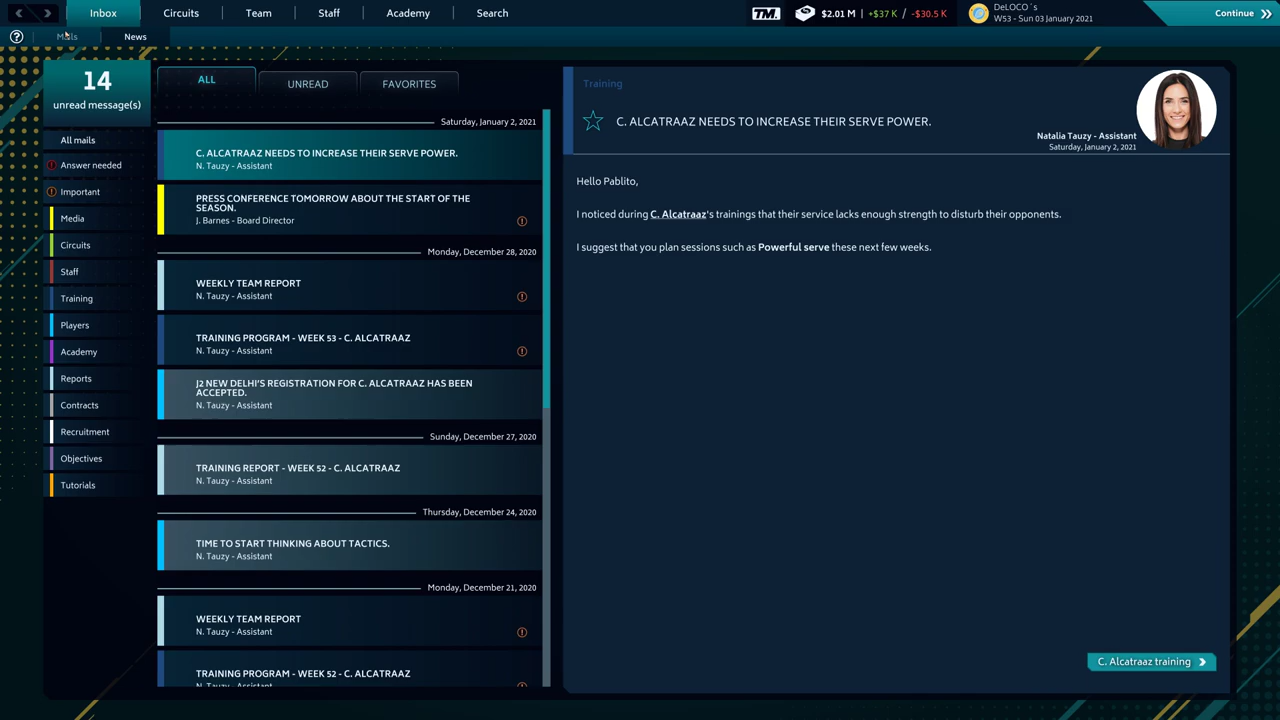 Inbox
Circuits
Team
Staff
Academy
Search
TM.
$2.01 M | +$37 K / -$30.5 K
DeLOCO´s
W53 - Sun 03 January 2021
Continue
Mails
News
14
unread message(s)
All mails
Answer needed
Important
Media
Circuits
Staff
Training
Players
Academy
Reports
Contracts
Recruitment
Objectives
Tutorials
ALL
UNREAD
FAVORITES
Saturday, January 2, 2021
C. ALCATRAAZ NEEDS TO INCREASE THEIR SERVE POWER.
N. Tauzy - Assistant
PRESS CONFERENCE TOMORROW ABOUT THE START OF THE
SEASON.
J. Barnes - Board Director
Monday, December 28, 2020
WEEKLY TEAM REPORT
N. Tauzy - Assistant
TRAINING PROGRAM - WEEK 53 - C. ALCATRAAZ
N. Tauzy - Assistant
J2 NEW DELHI'S REGISTRATION FOR C. ALCATRAAZ HAS BEEN
ACCEPTED.
N. Tauzy - Assistant
Sunday, December 27, 2020
TRAINING REPORT - WEEK 52 - C. ALCATRAAZ
N. Tauzy - Assistant
Thursday, December 24, 2020
TIME TO START THINKING ABOUT TACTICS.
N. Tauzy - Assistant
Monday, December 21, 2020
WEEKLY TEAM REPORT
N. Tauzy - Assistant
TRAINING PROGRAM - WEEK 52 - C. ALCATRAAZ
N. Tauzy - Assistant
Training
C. ALCATRAAZ NEEDS TO INCREASE THEIR SERVE POWER.
Natalia Tauzy - Assistant
Saturday, January 2, 2021
Hello Pablito,
I noticed during C. Alcatraaz's trainings that their service lacks enough strength to disturb their opponents.
I suggest that you plan sessions such as Powerful serve these next few weeks.
C. Alcatraaz training